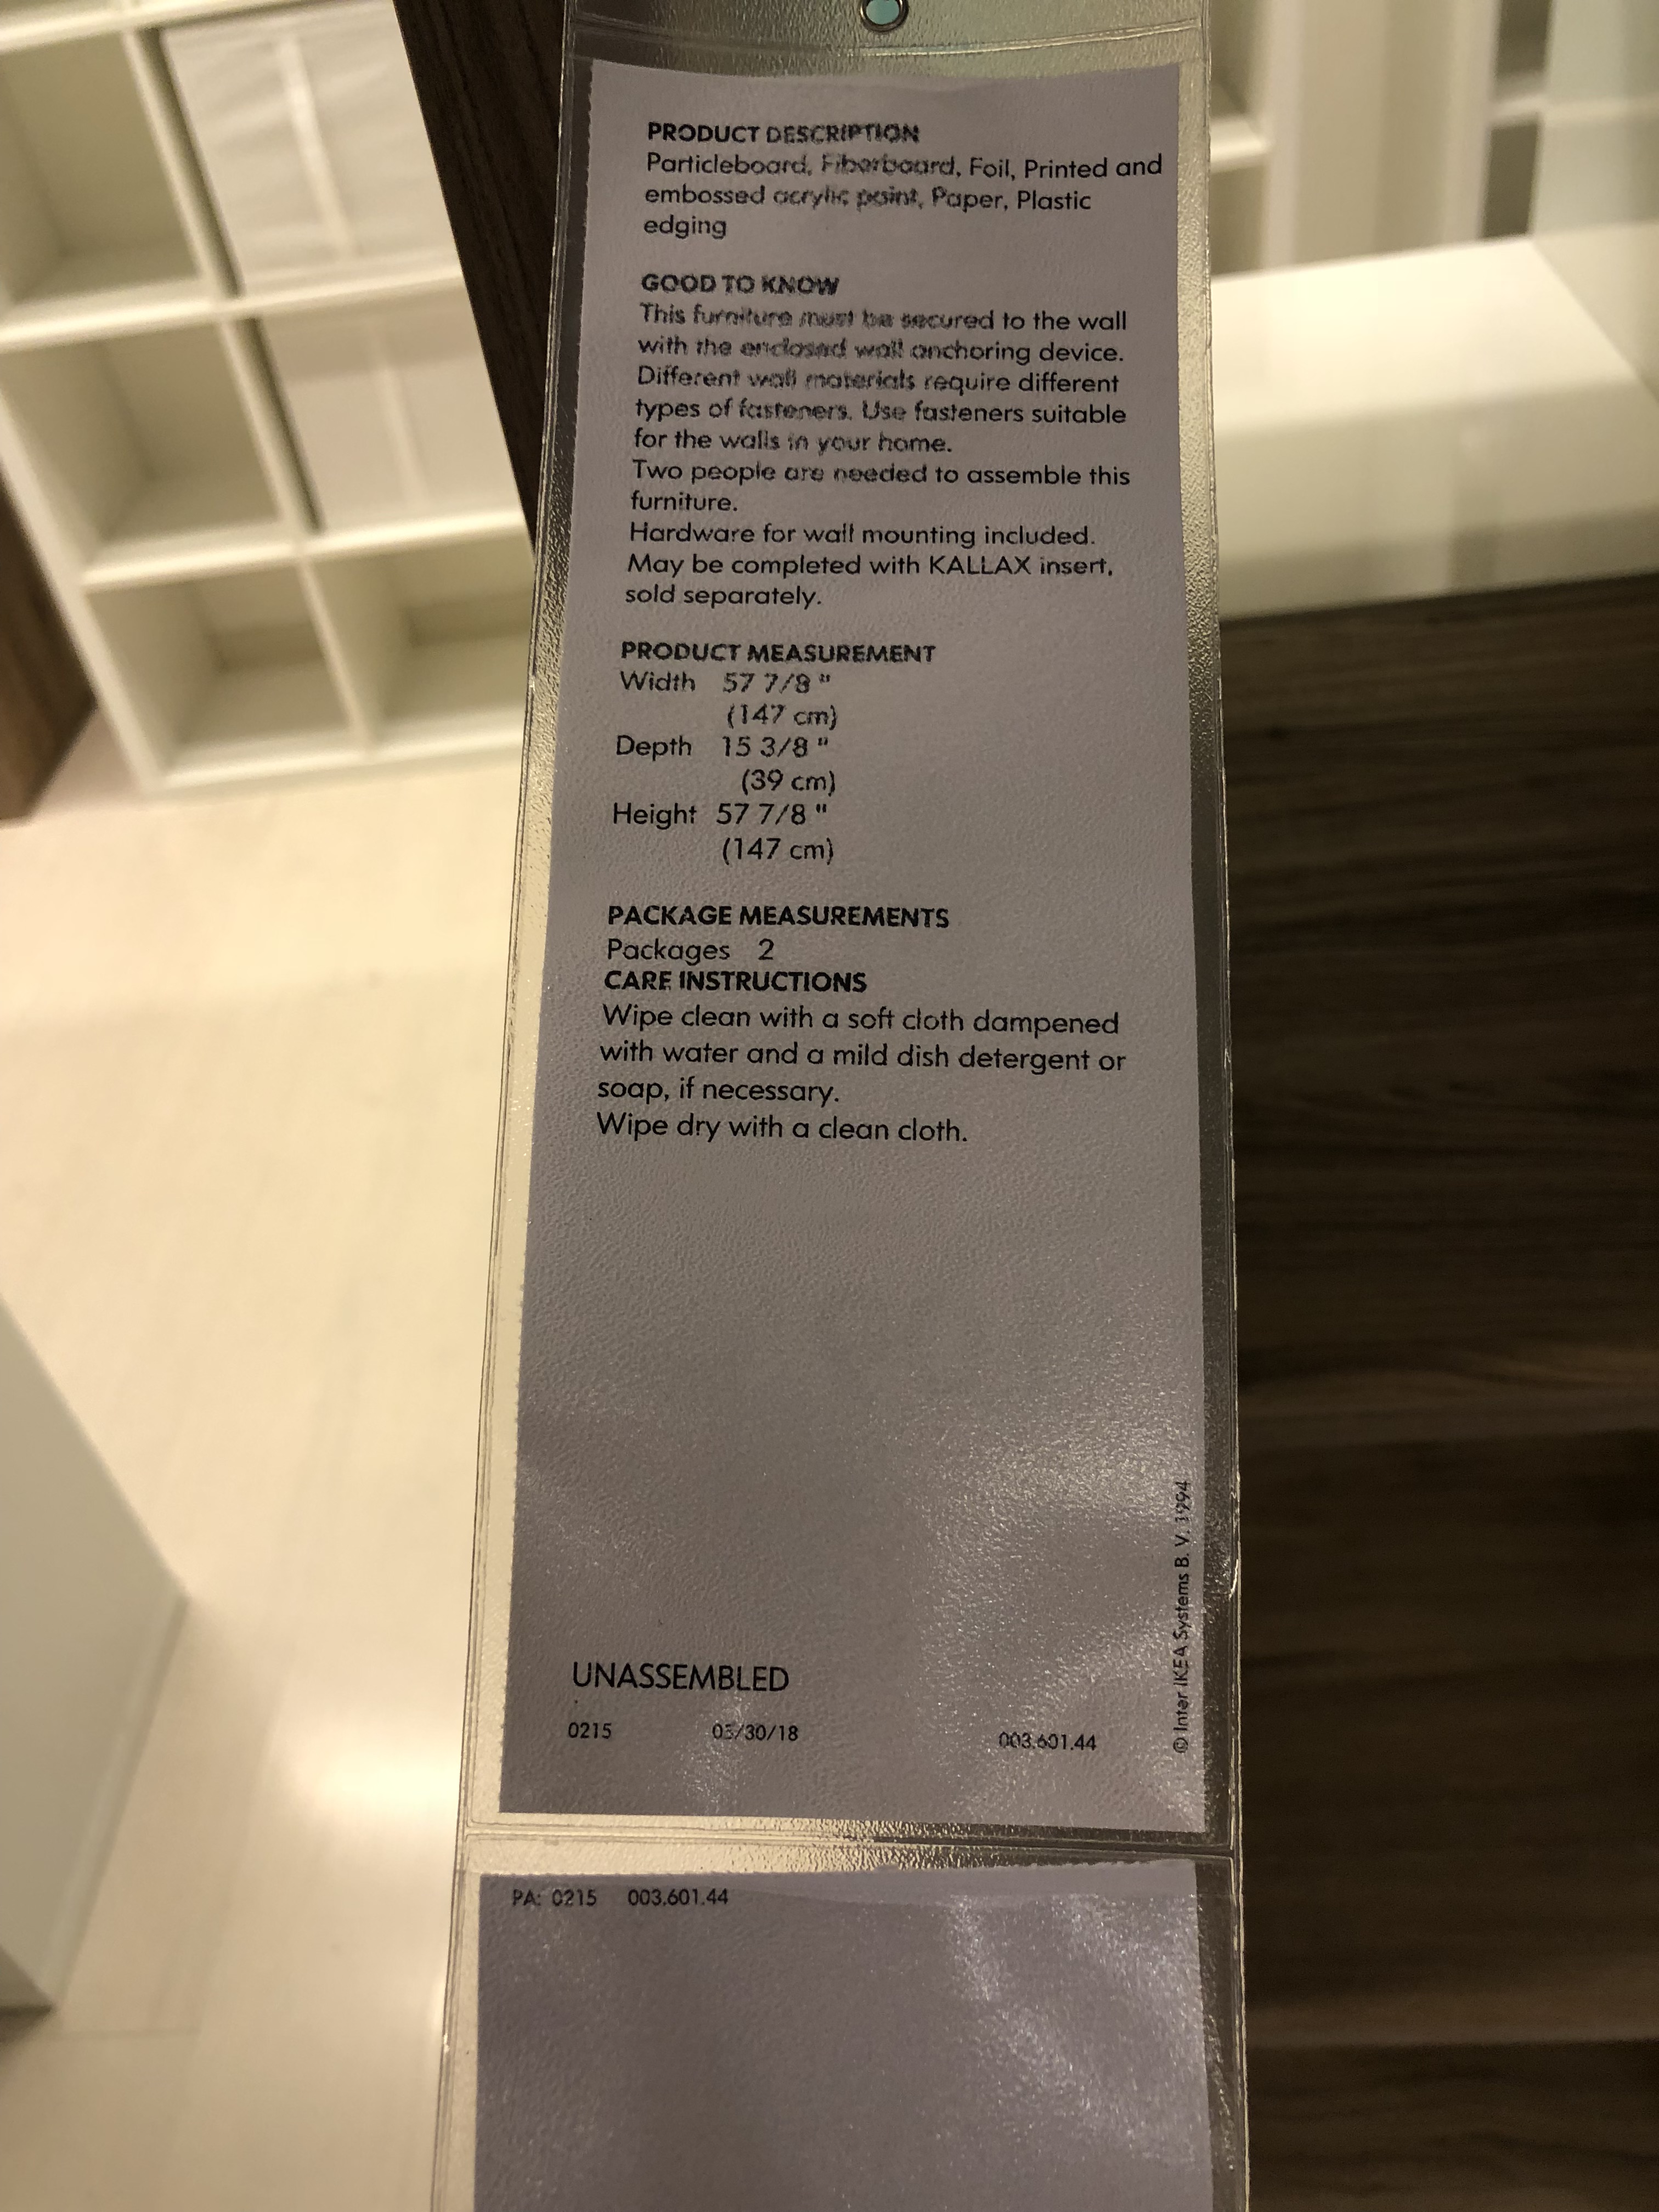 PRODUCT DESCRIPTION
Particleboard, Fiberboard, Foil, Printed and
embossed acrylic paint, Paper, Plastic
edging
GOOD TO KNOW
This furniture must be secured to the wall
with the enclosed wall anchoring device.
Different wall materials require different
types of fasteners. Use fasteners suitable
for the walls in your home.
Two people are needed to assemble this
furniture.
Hardware for wall mounting included.
May be completed with KALLAX insert,
sold separately.
PRODUCT MEASUREMENT
Width 57 7/8 "
(147 cm)
Depth 15 3/8 "
(39 cm)
Height 57 7/8 "
(147 cm)
PACKAGE MEASUREMENTS
Packages 2
CARE INSTRUCTIONS
Wipe clean with a soft cloth dampened
with water and a mild dish detergent or
soap, if necessary.
Wipe dry with a clean cloth.
© Inter IKEA Systems B. V. 1994
UNASSEMBLED
0215 003.601.44
PA: 0215 003.601.44